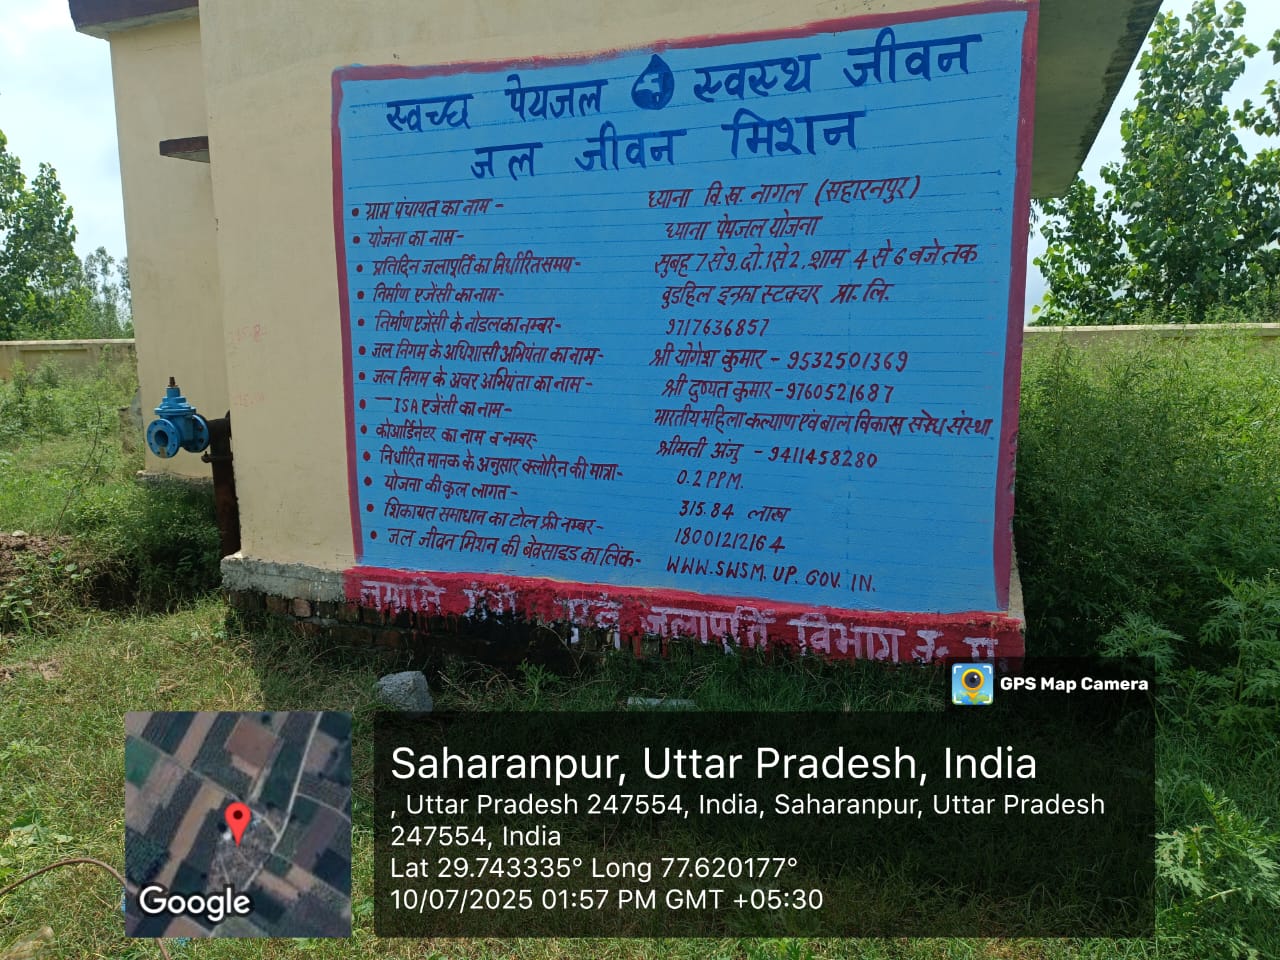 स्वच्छ पेयजल स्वस्थ जीवन
जल जीवन मिशन
• ग्राम पंचायत का नाम - ध्याना वि.ख. नागल (सहारनपुर)
• योजना का नाम - ध्याना पेयजल योजना
• प्रतिदिन जलापूर्ति का निर्धारित समय - सुबह 7 से 9, दो. 1 से 2, शाम 4 से 6 बजे तक
• निर्माण एजेंसी का नाम - वुडहिल इन्फ्रा स्टक्चर प्रा. लि.
• निर्माण एजेंसी के नोडल का नम्बर - 9717636857
• जल निगम के अधिशासी अभियंता का नाम - श्री योगेश कुमार - 9532501369
• जल निगम के अवर अभियंता का नाम - श्री दुष्यत कुमार - 9760521687
• ISA एजेंसी का नाम - भारतीय महिला कल्याण एवं बाल विकास संस्था
• कोआर्डिनेटर का नाम व नम्बर - श्रीमती अंजु - 9411458280
• निर्धारित मानक के अनुसार क्लोरिन की मात्रा - 0.2 PPM.
• योजना की कुल लागत - 315.84 लाख
• शिकायत समाधान का टोल फ्री नम्बर - 18001212164
• जल जीवन मिशन की बेवसाइड का लिंक - WWW.SWSM.UP.GOV.IN.
नमामि गंगे एवं जलापूर्ति विभाग उ. प्र.
GPS Map Camera
Saharanpur, Uttar Pradesh, India
, Uttar Pradesh 247554, India, Saharanpur, Uttar Pradesh
247554, India
Lat 29.743335° Long 77.620177°
10/07/2025 01:57 PM GMT +05:30
Google